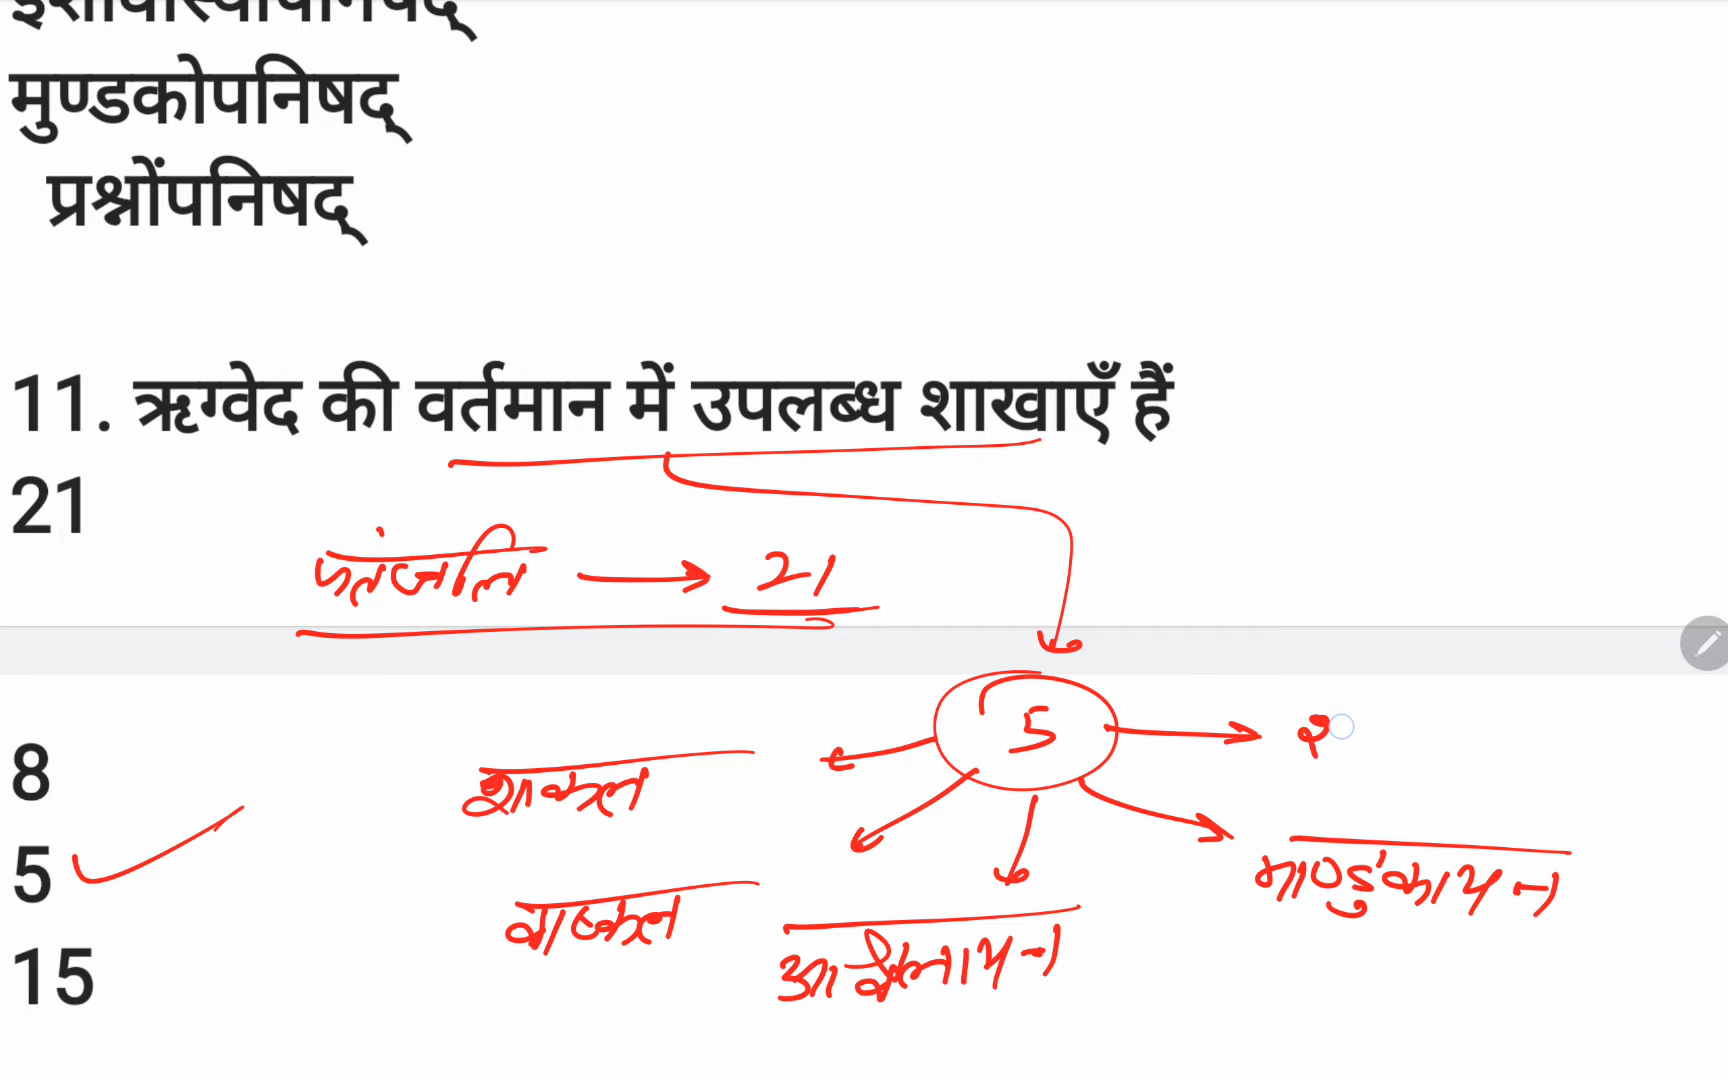 मुण्डकोपनिषद्
प्रश्नोंपनिषद्
11. ऋग्वेद की वर्तमान में उपलब्ध शाखाएँ हैं
21
पतंजलि → 21
8
5
15
5
शाकल
बाष्कल
आश्वलायन
माण्डुकायन